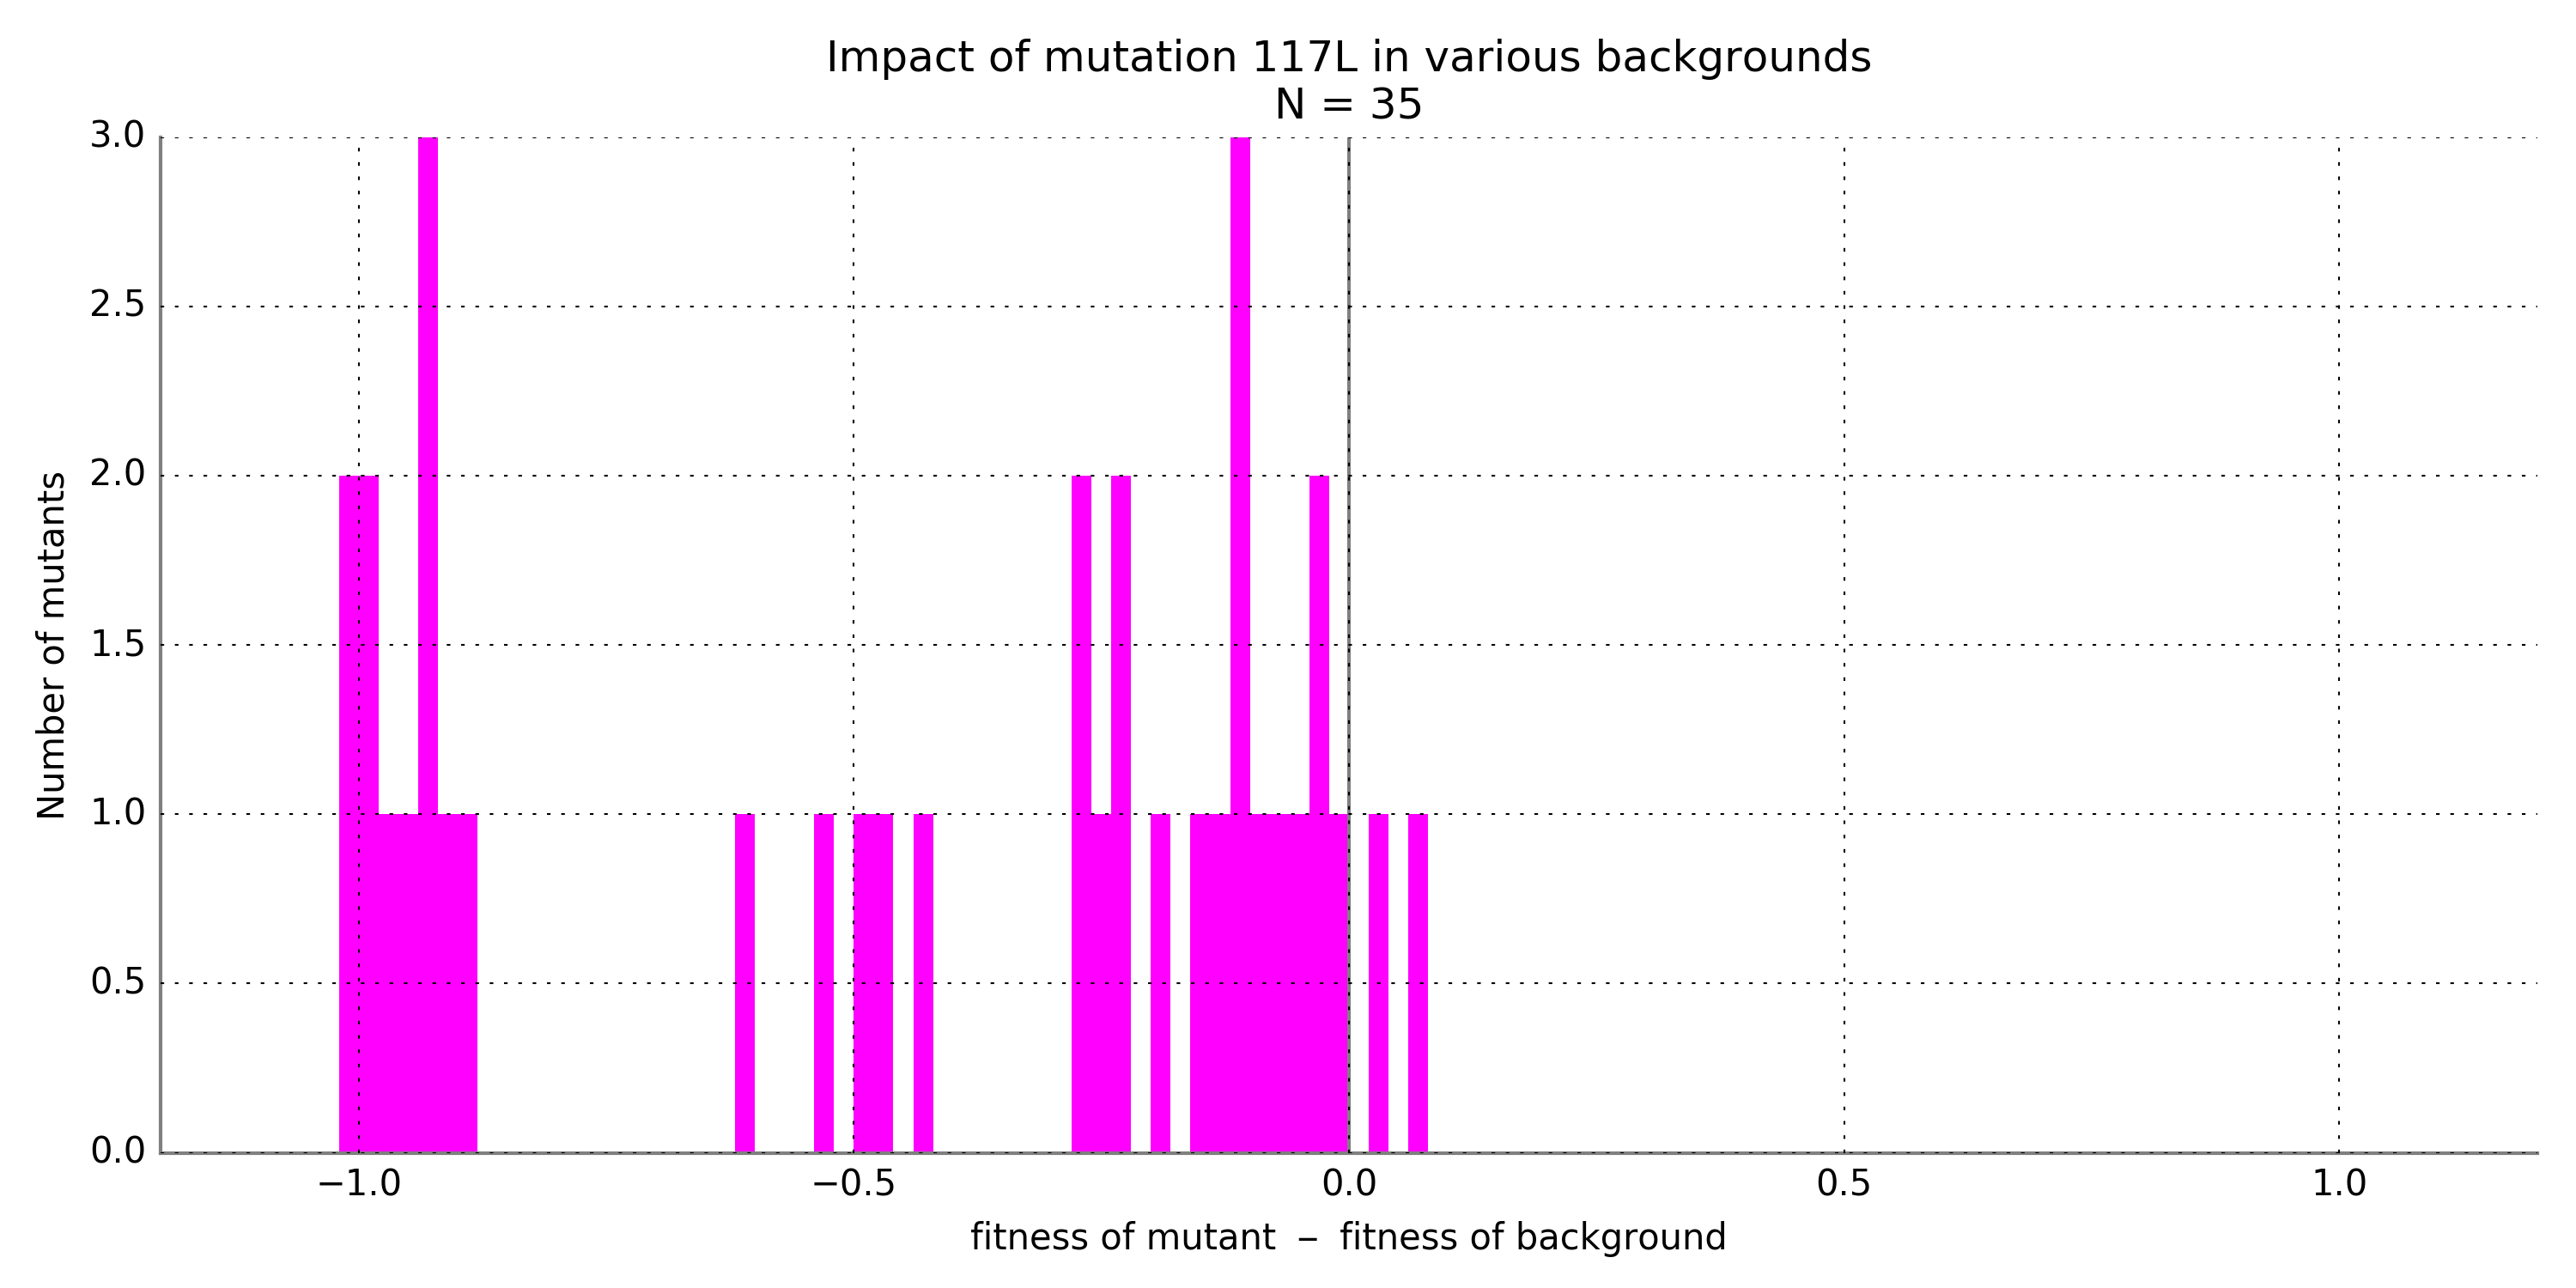 Impact of mutation 117L in various backgrounds
N = 35
3.0
2.5
2.0
1.5
1.0
0.5
0.0
Number of mutants
−1.0 −0.5 0.0 0.5 1.0
fitness of mutant − fitness of background